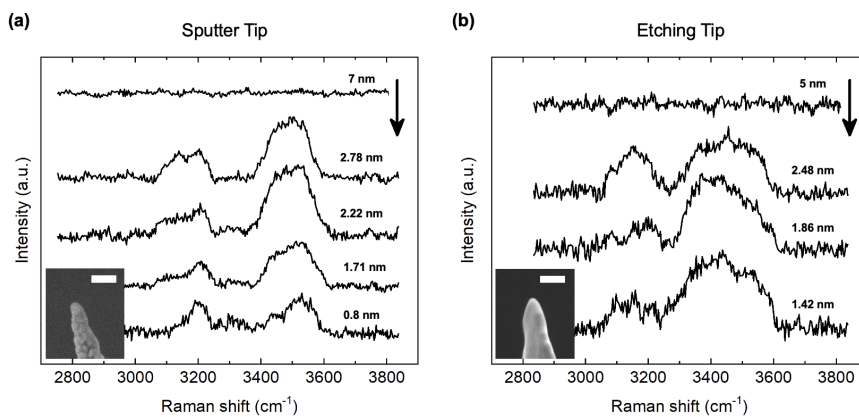 (a)
Sputter Tip
7 nm
2.78 nm
2.22 nm
1.71 nm
0.8 nm
Intensity (a.u.)
2800 3000 3200 3400 3600 3800
Raman shift (cm⁻¹)
(b)
Etching Tip
5 nm
2.48 nm
1.86 nm
1.42 nm
Intensity (a.u.)
2800 3000 3200 3400 3600 3800
Raman shift (cm⁻¹)